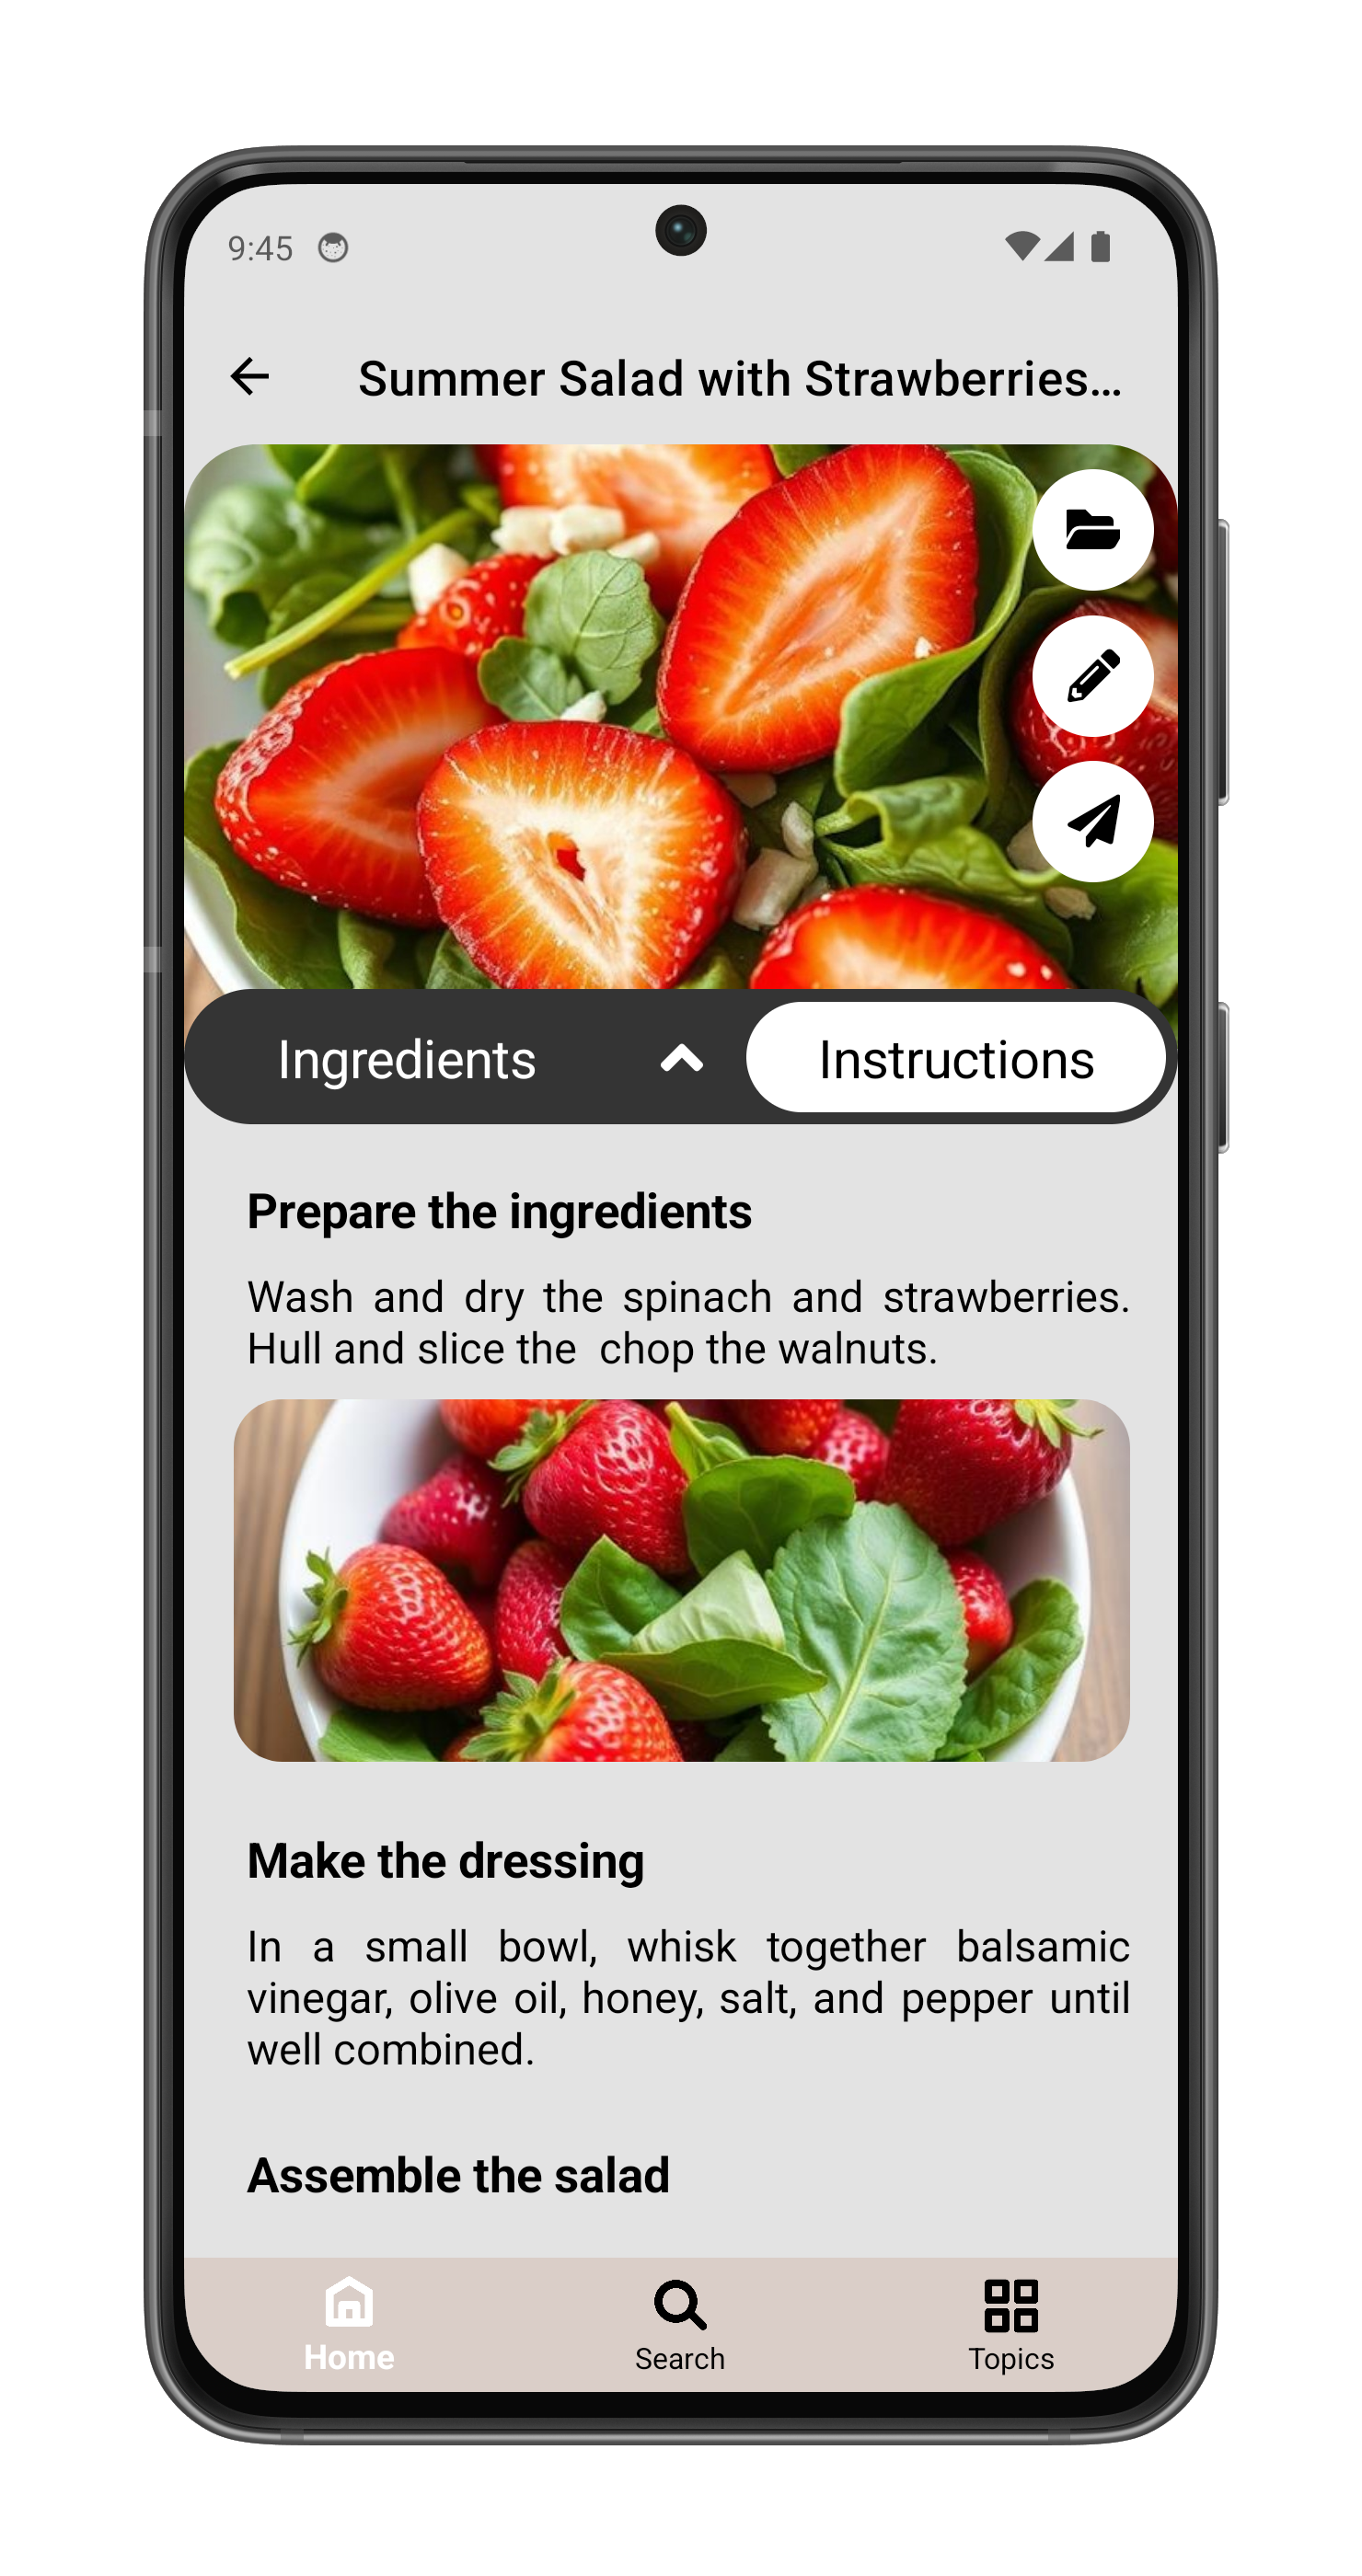 9:45
Summer Salad with Strawberries...
Ingredients
Instructions
Prepare the ingredients
Wash and dry the spinach and strawberries.
Hull and slice the  chop the walnuts.
Make the dressing
In a small bowl, whisk together balsamic
vinegar, olive oil, honey, salt, and pepper until
well combined.
Assemble the salad
Home
Search
Topics